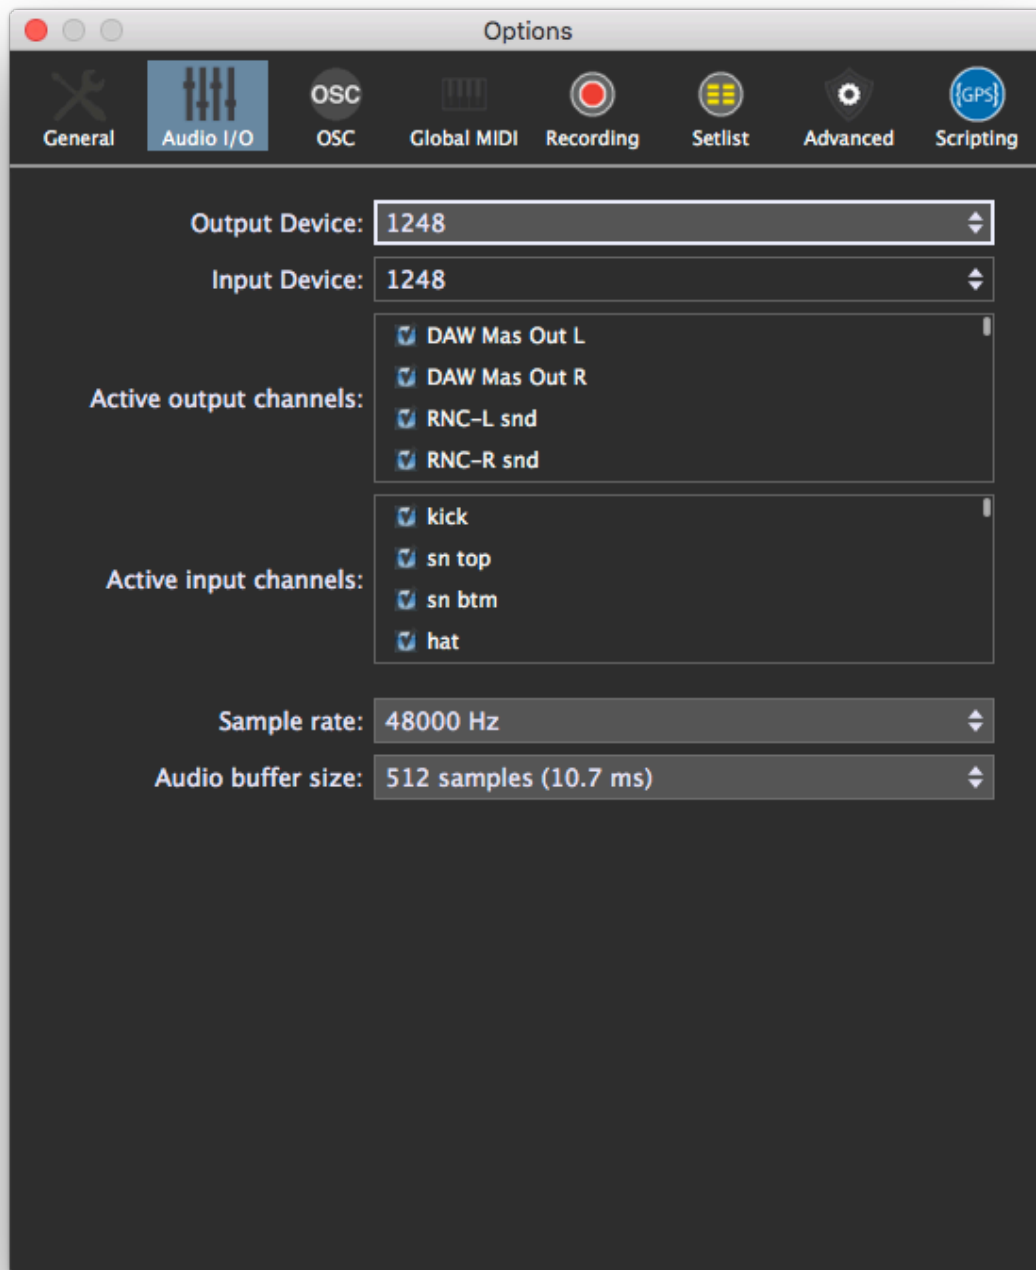 Options
OSC
{GPS}
General
Audio I/O
OSC
Global MIDI
Recording
Setlist
Advanced
Scripting
Output Device: 1248
Input Device: 1248
Active output channels:
DAW Mas Out L
DAW Mas Out R
RNC-L snd
RNC-R snd
Active input channels:
kick
sn top
sn btm
hat
Sample rate: 48000 Hz
Audio buffer size: 512 samples (10.7 ms)